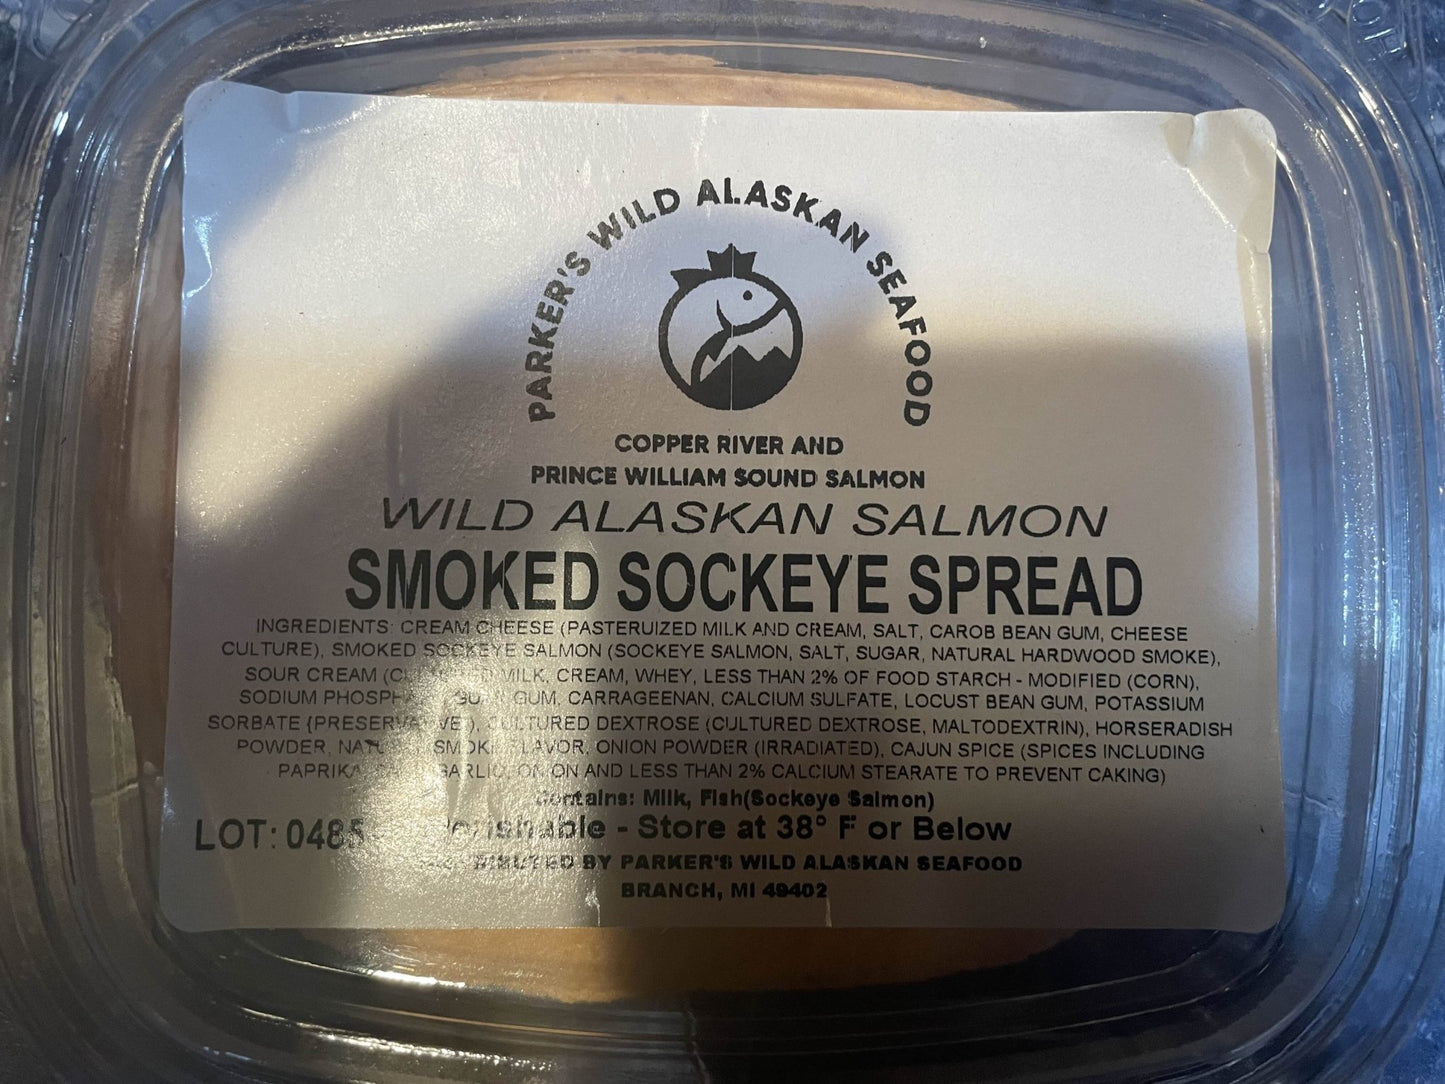 PARKER'S WILD ALASKAN SEAFOOD
COPPER RIVER AND
PRINCE WILLIAM SOUND SALMON
WILD ALASKAN SALMON
SMOKED SOCKEYE SPREAD
INGREDIENTS: CREAM CHEESE (PASTERUIZED MILK AND CREAM, SALT, CAROB BEAN GUM, CHEESE
CULTURE), SMOKED SOCKEYE SALMON (SOCKEYE SALMON, SALT, SUGAR, NATURAL HARDWOOD SMOKE),
SOUR CREAM (CULTURED MILK, CREAM, WHEY, LESS THAN 2% OF FOOD STARCH - MODIFIED (CORN),
SODIUM GUM, CARRAGEENAN, CALCIUM SULFATE, LOCUST BEAN GUM, POTASSIUM
SORBATE {PRESERVATIVE}), CULTURED DEXTROSE (CULTURED DEXTROSE, MALTODEXTRIN), HORSERADISH
POWDER, NATURAL SMOKE FLAVOR, ONION POWDER (IRRADIATED), CAJUN SPICE (SPICES INCLUDING
PAPRIKA, GARLIC, ONION AND LESS THAN 2% CALCIUM STEARATE TO PREVENT CAKING)
Contains: Milk, Fish(Sockeye Salmon)
LOT: 0485 Perishable - Store at 38° F or Below
DISTRIBUTED BY PARKER'S WILD ALASKAN SEAFOOD
BRANCH, MI 49402